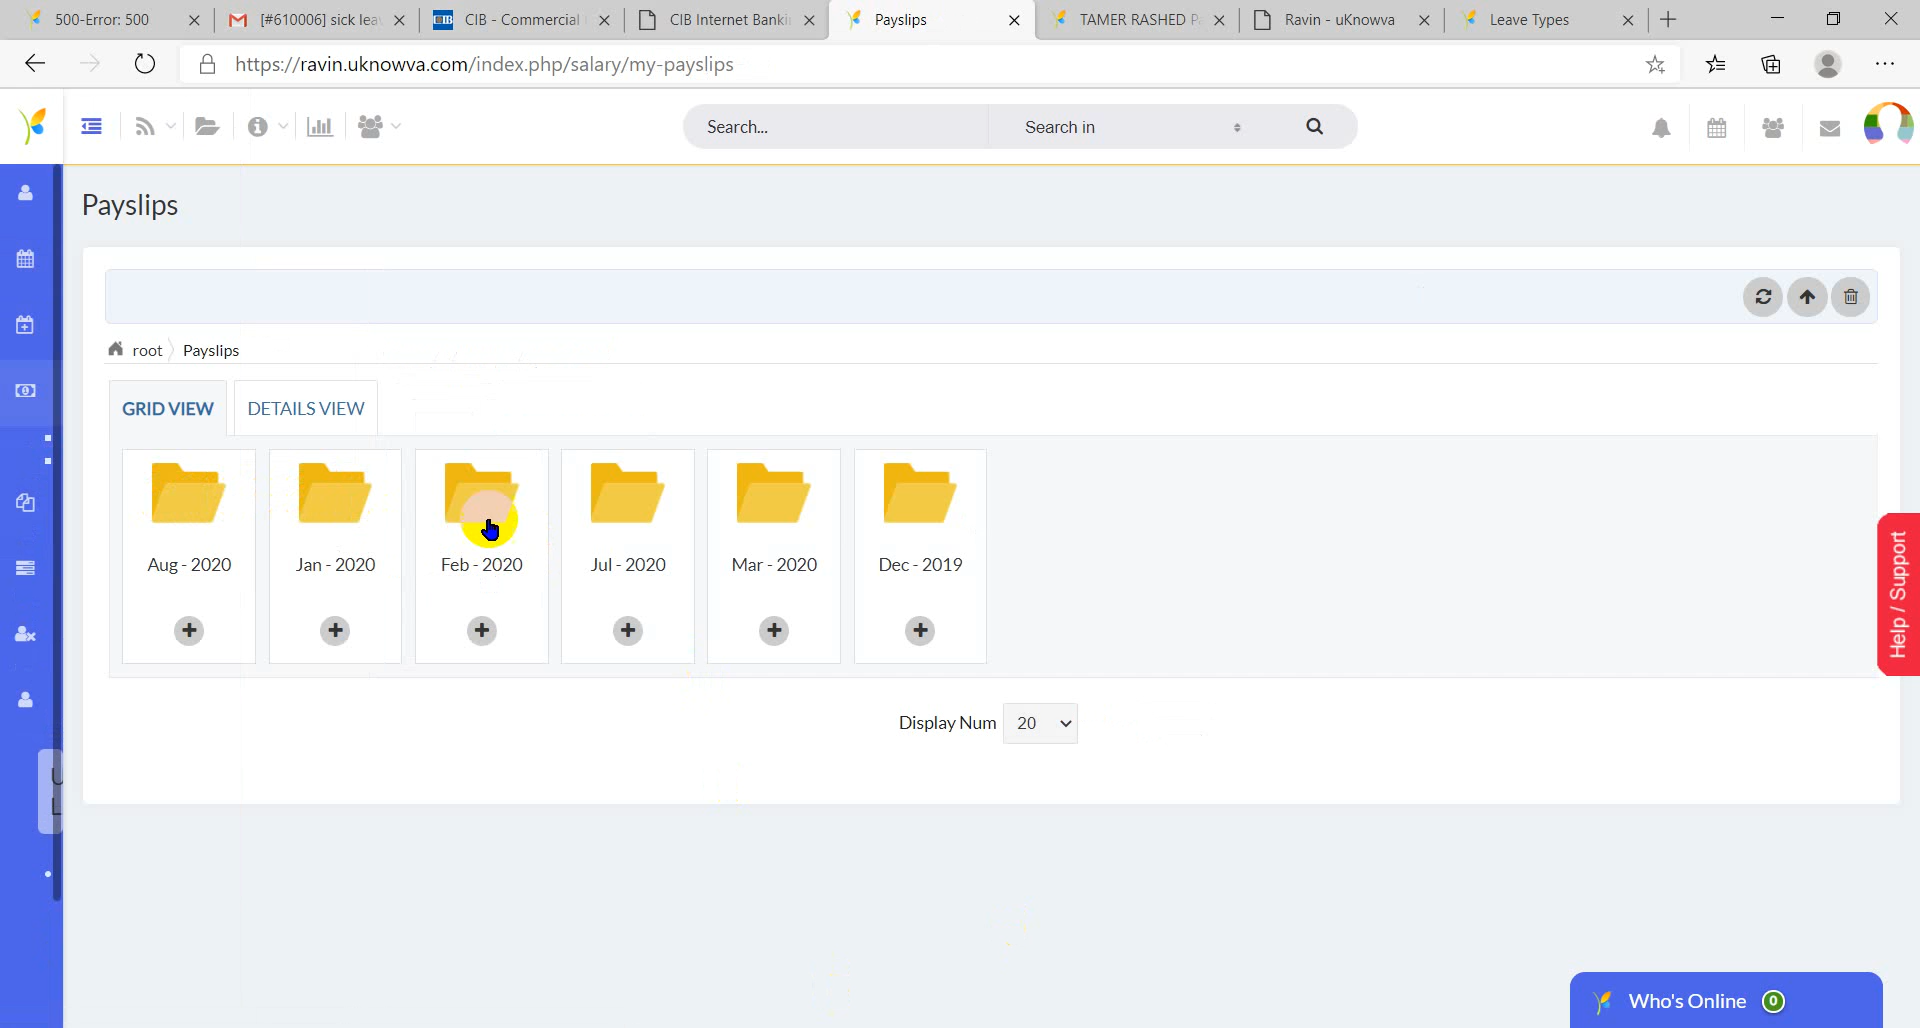 500-Error: 500
[#610006] sick lea
CIB - Commercial
CIB Internet Banki
Payslips
TAMER RASHED P
Ravin - uKnowva
Leave Types
https://ravin.uknowva.com/index.php/salary/my-payslips
Search...
Search in
Payslips
root
Payslips
GRID VIEW
DETAILS VIEW
Aug - 2020
Jan - 2020
Feb - 2020
Jul - 2020
Mar - 2020
Dec - 2019
Display Num
20
Help / Support
Who's Online
0